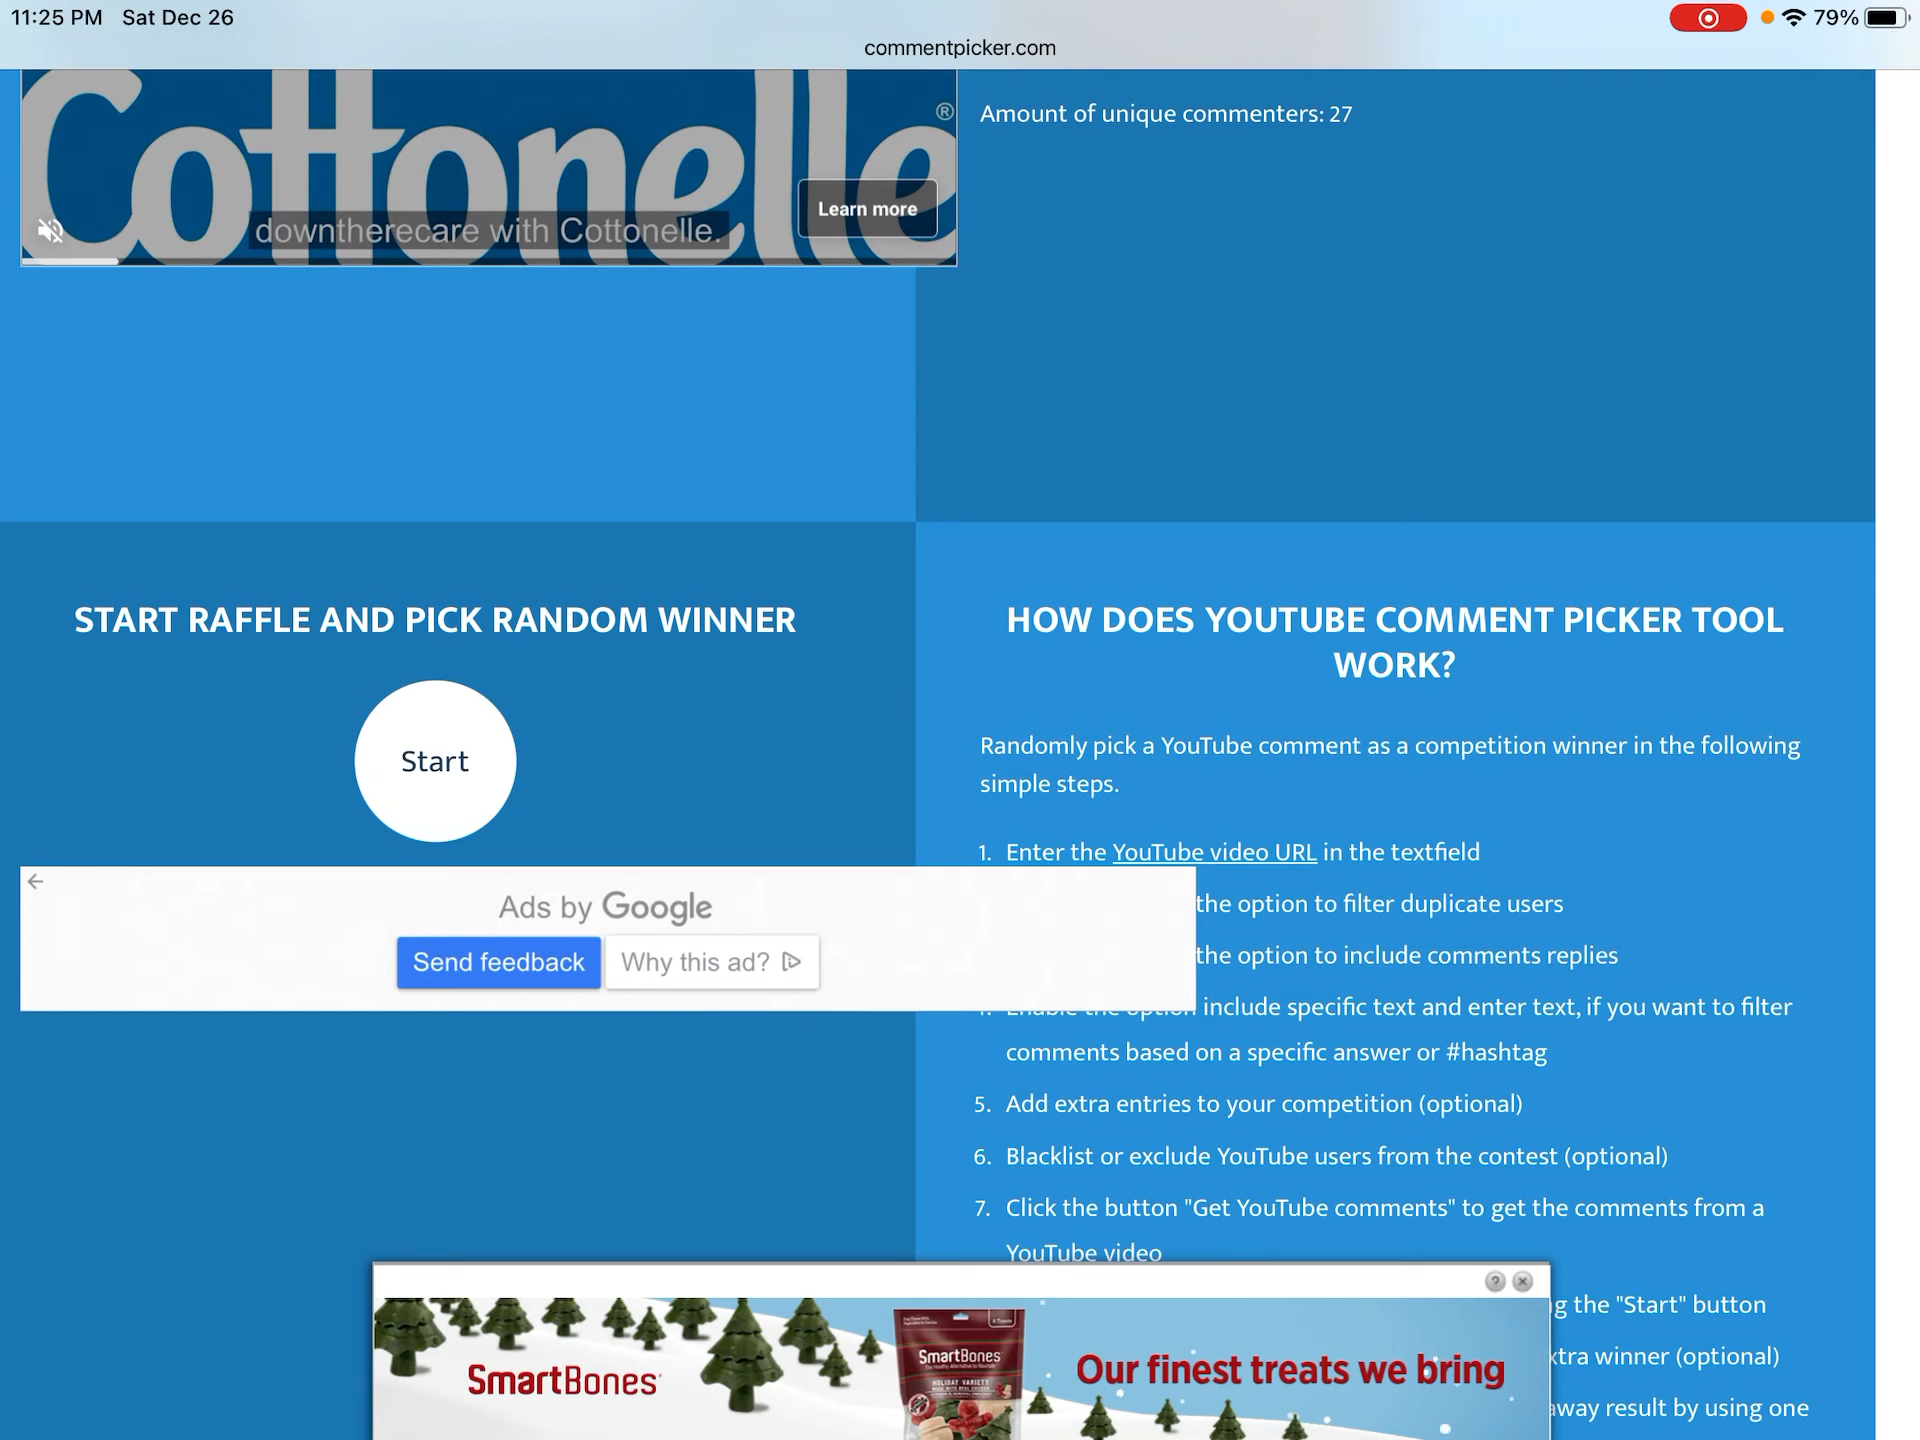 11:25 PM Sat Dec 26
79%
commentpicker.com
Cottonelle®
downtherecare with Cottonelle.
Learn more
Amount of unique commenters: 27
START RAFFLE AND PICK RANDOM WINNER
Start
Ads by Google
Send feedback
Why this ad?
HOW DOES YOUTUBE COMMENT PICKER TOOL
WORK?
Randomly pick a YouTube comment as a competition winner in the following
simple steps.
1. Enter the YouTube video URL in the textfield
the option to filter duplicate users
the option to include comments replies
Enable the option include specific text and enter text, if you want to filter
comments based on a specific answer or #hashtag
5. Add extra entries to your competition (optional)
6. Blacklist or exclude YouTube users from the contest (optional)
7. Click the button "Get YouTube comments" to get the comments from a
YouTube video
g the "Start" button
xtra winner (optional)
away result by using one
SmartBones
SmartBones
HOLIDAY VARIETY
Our finest treats we bring